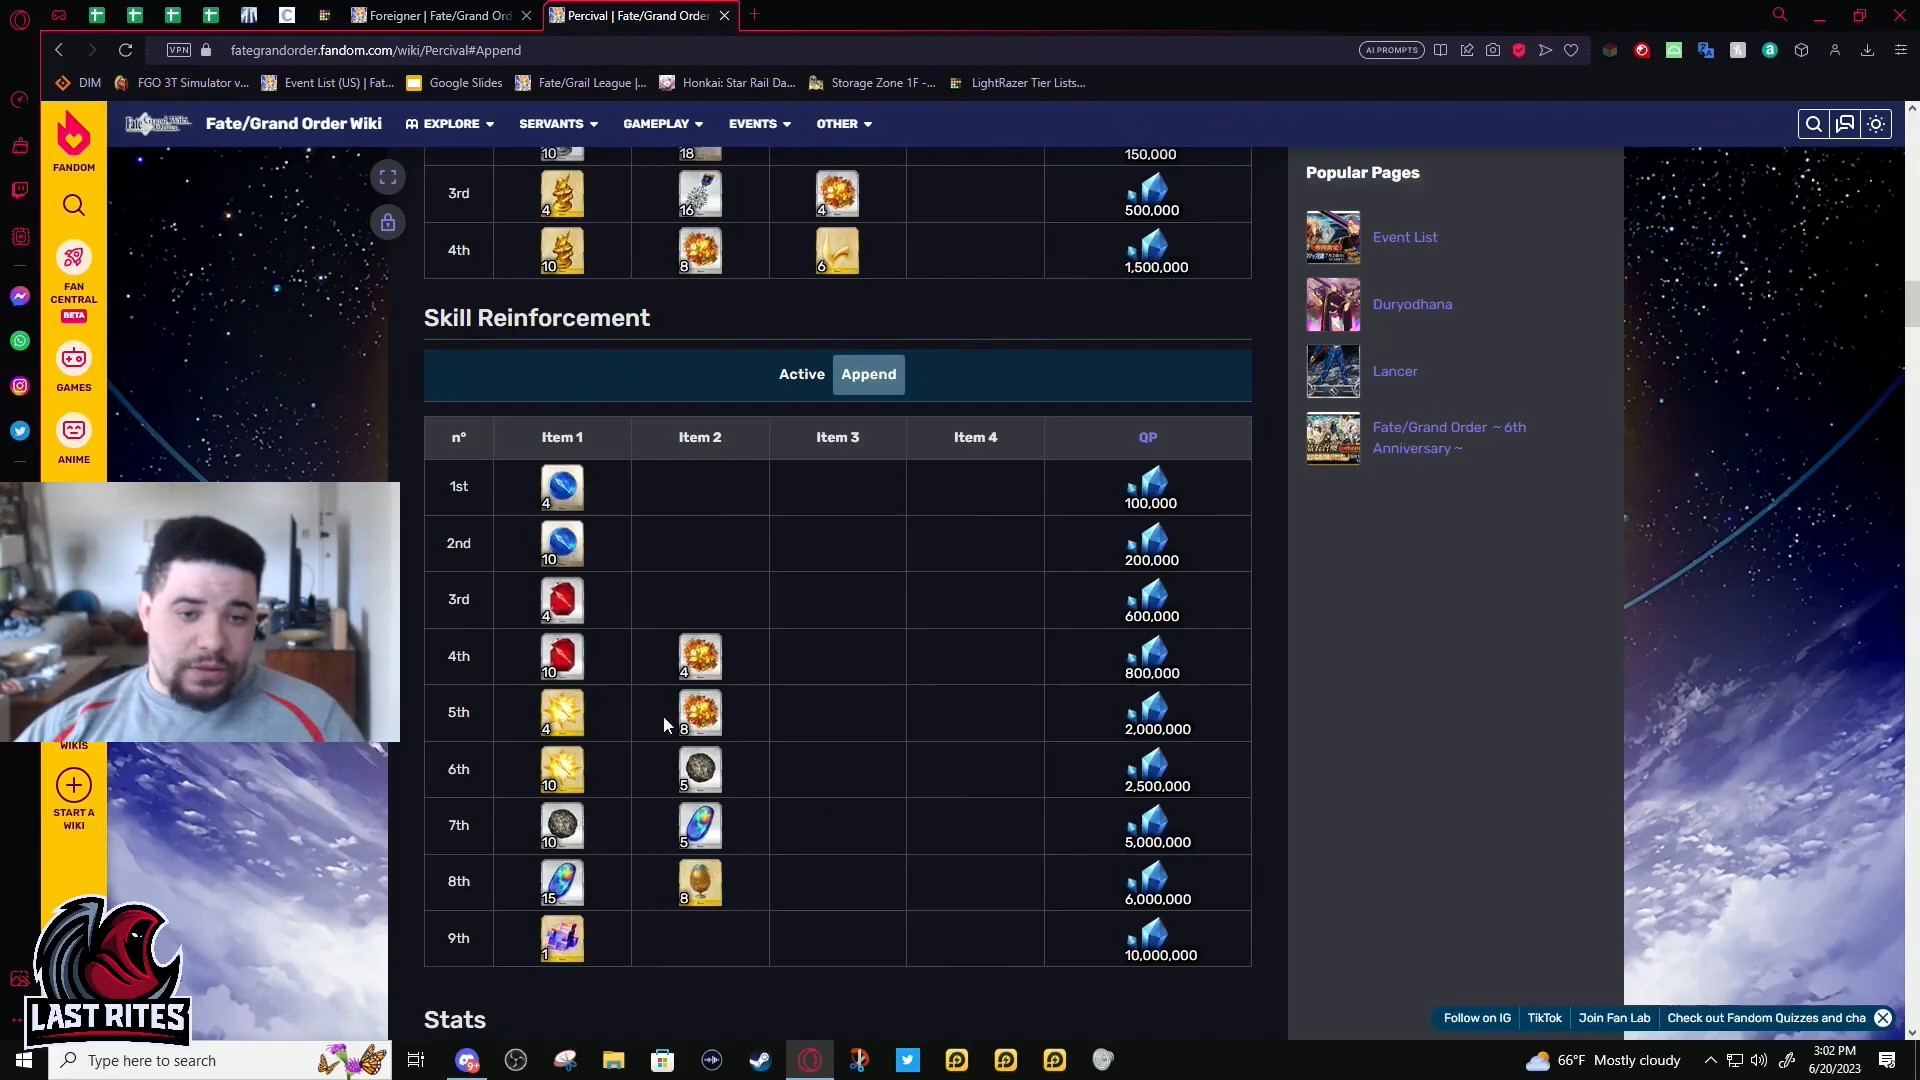 Foreigner | Fate/Grand Ord
Percival | Fate/Grand Order
VPN
fategrandorder.fandom.com/wiki/Percival#Append
AI PROMPTS
DIM
FGO 3T Simulator v...
Event List (US) | Fat...
Google Slides
Fate/Grail League |...
Honkai: Star Rail Da...
Storage Zone 1F -...
LightRazer Tier Lists...
Fate/Grand Order Wiki
EXPLORE
SERVANTS
GAMEPLAY
EVENTS
OTHER
FANDOM
FAN CENTRAL
BETA
GAMES
ANIME
WIKIS
START A WIKI
10 18 150,000
3rd 4 16 4 500,000
4th 10 8 6 1,500,000
Skill Reinforcement
Active Append
n° Item 1 Item 2 Item 3 Item 4 QP
1st 4 100,000
2nd 10 200,000
3rd 4 600,000
4th 10 4 800,000
5th 4 8 2,000,000
6th 10 5 2,500,000
7th 10 5 5,000,000
8th 15 8 6,000,000
9th 1 10,000,000
Stats
Popular Pages
Event List
Duryodhana
Lancer
Fate/Grand Order ~6th
Anniversary~
Follow on IG
TikTok
Join Fan Lab
Check out Fandom Quizzes and cha
LAST RITES
Type here to search
9+
66°F Mostly cloudy
3:02 PM
6/20/2023